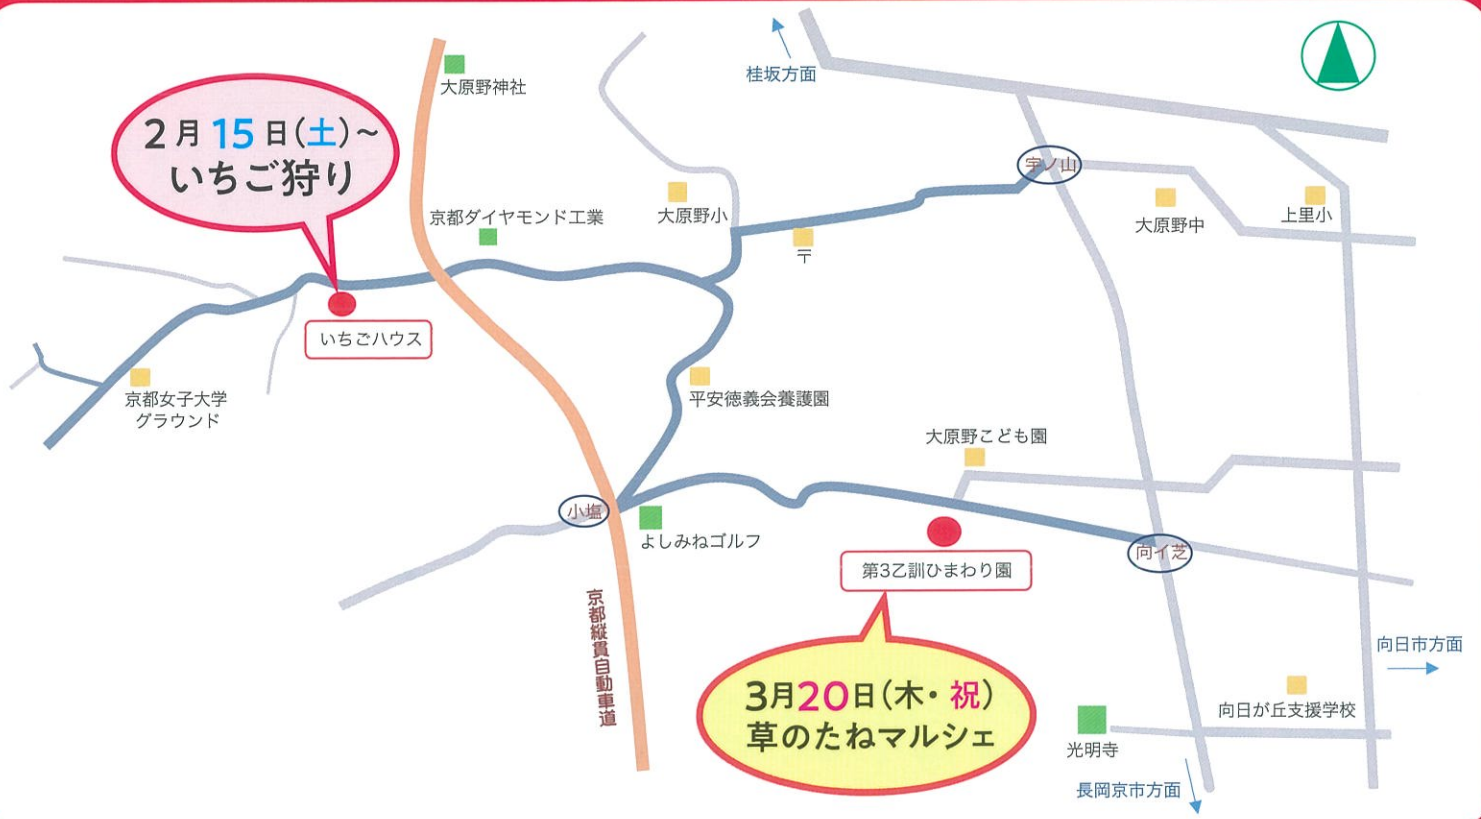 桂坂方面
大原野神社
2月15日(土)～
いちご狩り
宇ノ山
京都ダイヤモンド工業
大原野小
〒
大原野中
上里小
いちごハウス
京都女子大学
グラウンド
平安徳義会養護園
大原野こども園
小塩
よしみねゴルフ
向イ芝
第3乙訓ひまわり園
京都縦貫自動車道
向日市方面
3月20日(木・祝)
草のたねマルシェ
向日が丘支援学校
光明寺
長岡京市方面